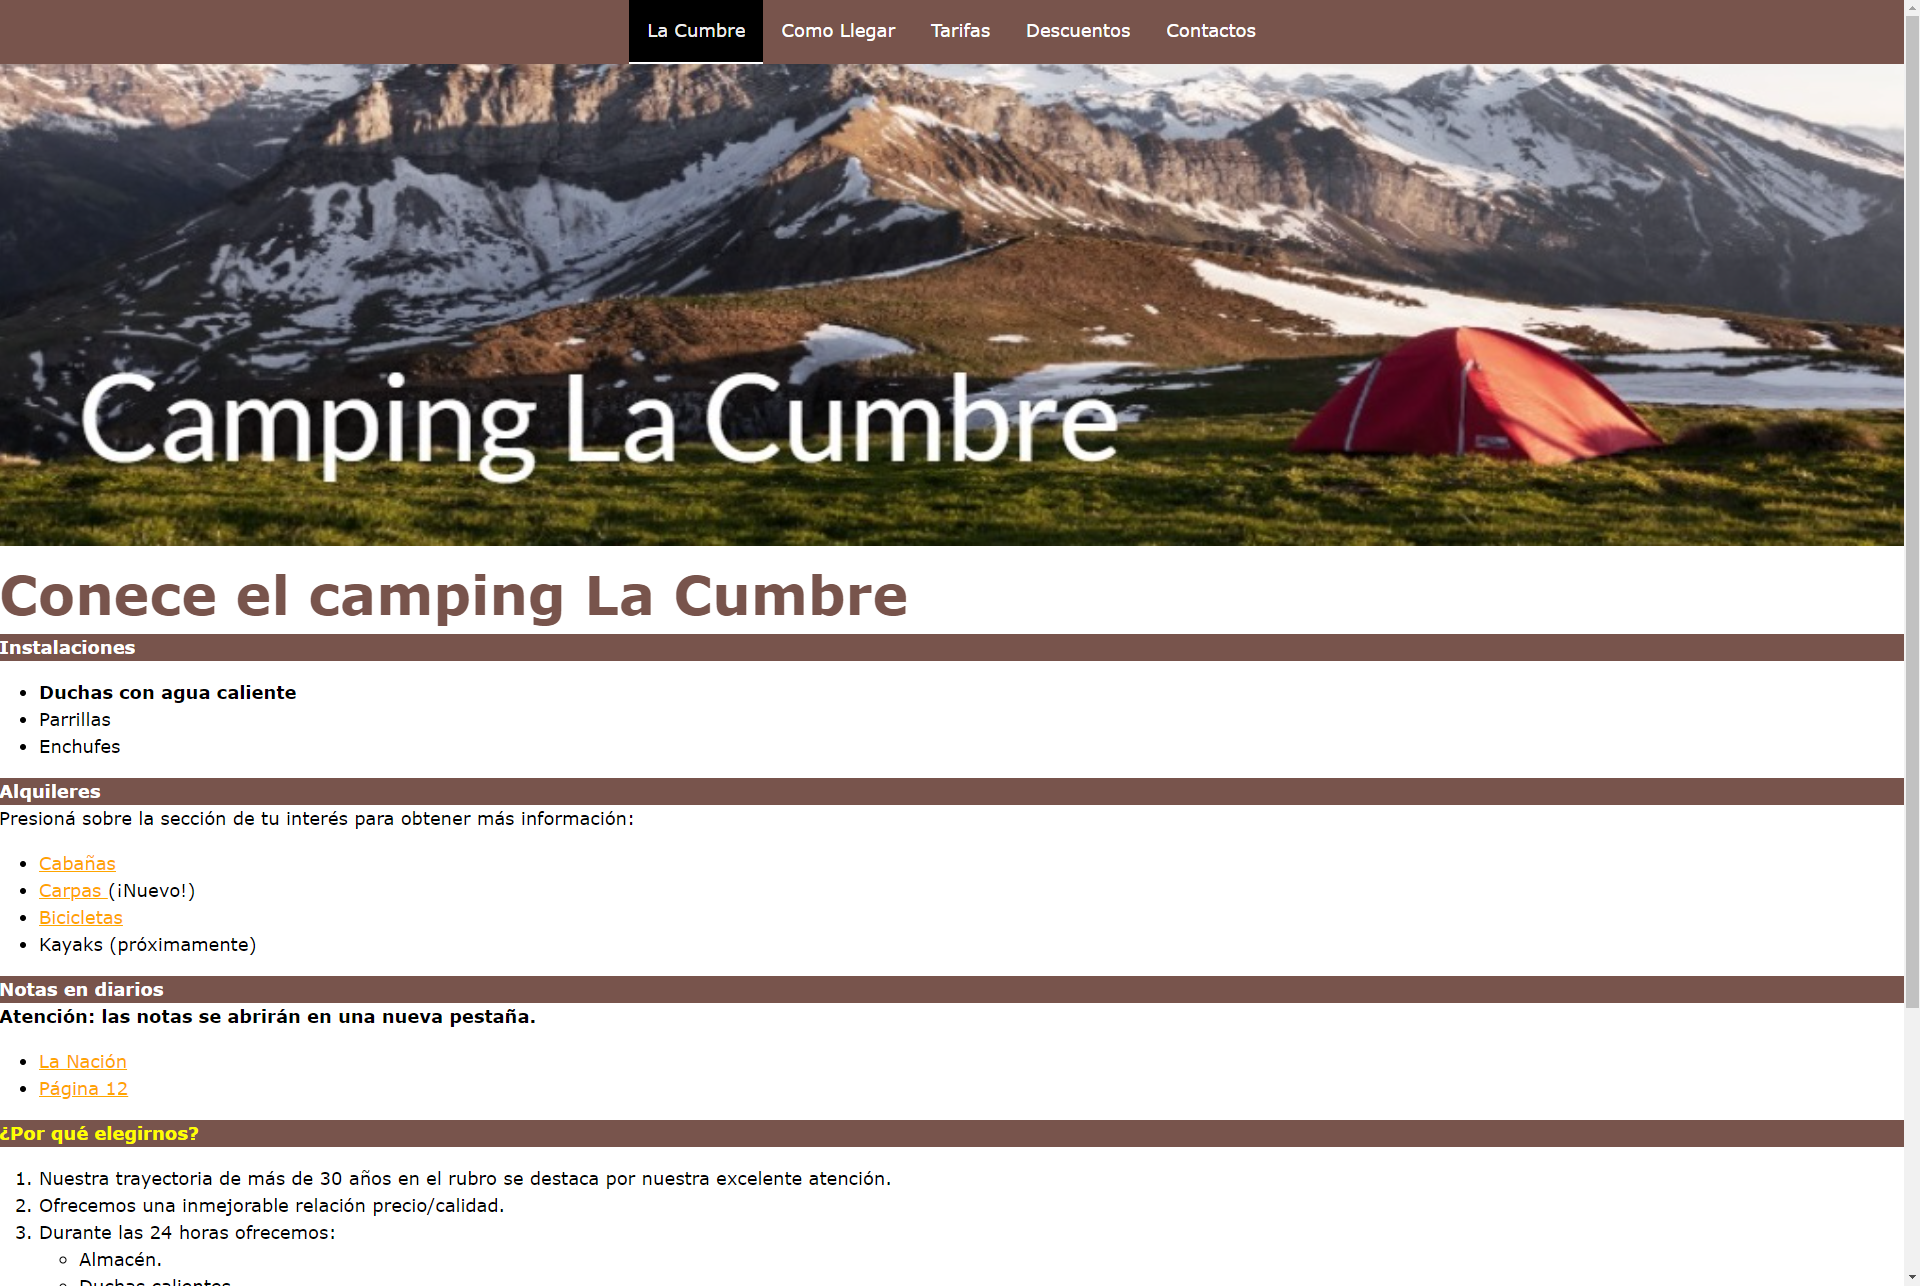 La Cumbre Como Llegar Tarifas Descuentos Contactos
Camping La Cumbre
Conece el camping La Cumbre
Instalaciones
Duchas con agua caliente
Parrillas
Enchufes
Alquileres
Presioná sobre la sección de tu interés para obtener más información:
Cabañas
Carpas (¡Nuevo!)
Bicicletas
Kayaks (próximamente)
Notas en diarios
Atención: las notas se abrirán en una nueva pestaña.
La Nación
Página 12
¿Por qué elegirnos?
1. Nuestra trayectoria de más de 30 años en el rubro se destaca por nuestra excelente atención.
2. Ofrecemos una inmejorable relación precio/calidad.
3. Durante las 24 horas ofrecemos:
Almacén.
Duchas calientes